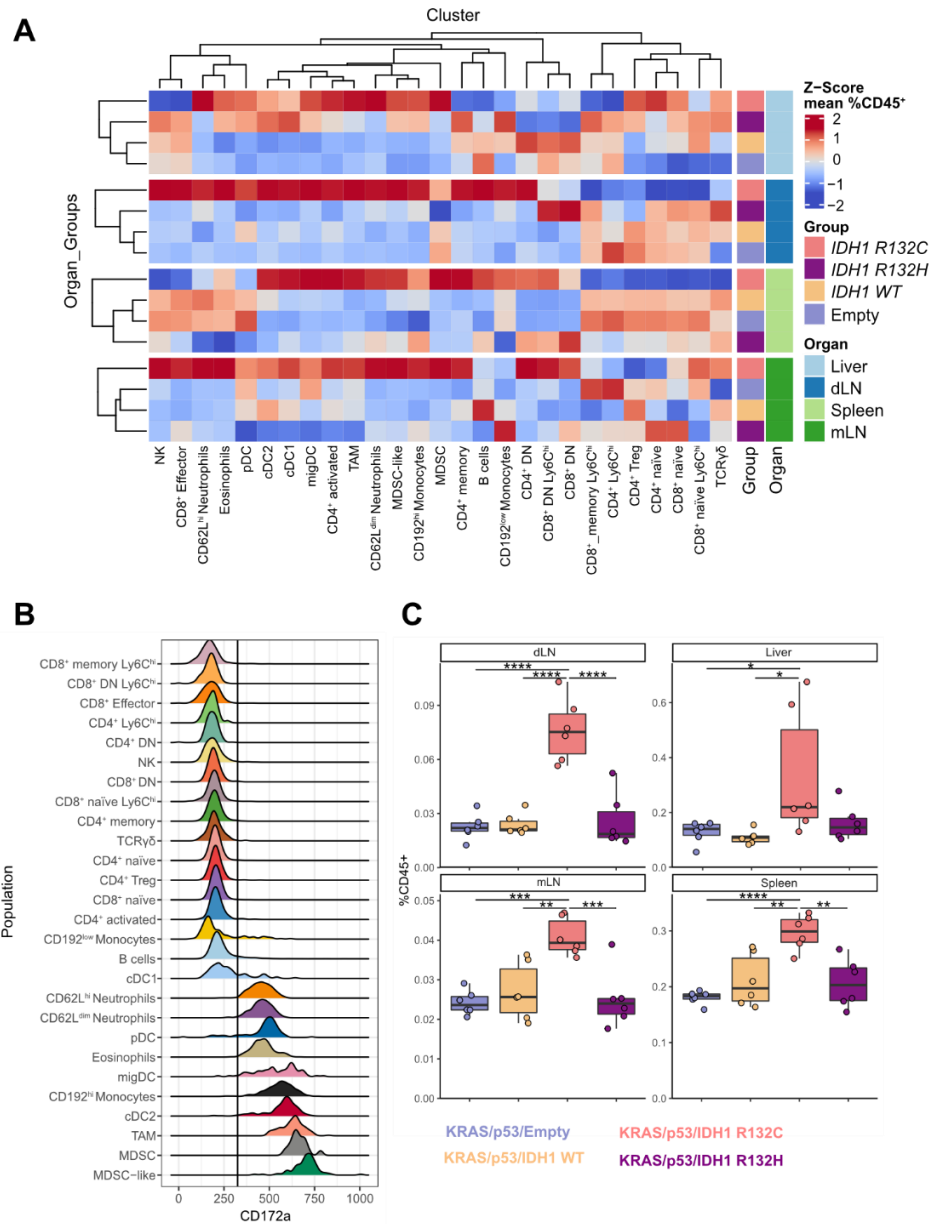 A
Cluster
Organ_Groups
Z−Score
mean %CD45⁺
2
1
0
−1
−2
Group
IDH1 R132C
IDH1 R132H
IDH1 WT
Empty
Organ
Liver
dLN
Spleen
mLN
NK
CD8⁺ Effector
CD62Lʰⁱ Neutrophils
Eosinophils
pDC
cDC2
cDC1
migDC
CD4⁺ activated
TAM
CD62Lᵈⁱᵐ Neutrophils
MDSC-like
CD192ʰⁱ Monocytes
MDSC
CD4⁺ memory
B cells
CD192ˡᵒʷ Monocytes
CD4⁺ DN
CD8⁺ DN Ly6Cʰⁱ
CD8⁺ DN
CD8⁺_memory Ly6Cʰⁱ
CD4⁺ Ly6Cʰⁱ
CD4⁺ Treg
CD4⁺ naïve
CD8⁺ naïve
CD8⁺ naïve Ly6Cʰⁱ
TCRγδ
Group
Organ
B
Population
CD8⁺ memory Ly6Cʰⁱ
CD8⁺ DN Ly6Cʰⁱ
CD8⁺ Effector
CD4⁺ Ly6Cʰⁱ
CD4⁺ DN
NK
CD8⁺ DN
CD8⁺ naïve Ly6Cʰⁱ
CD4⁺ memory
TCRγδ
CD4⁺ naïve
CD4⁺ Treg
CD8⁺ naïve
CD4⁺ activated
CD192ˡᵒʷ Monocytes
B cells
cDC1
CD62Lʰⁱ Neutrophils
CD62Lᵈⁱᵐ Neutrophils
pDC
Eosinophils
migDC
CD192ʰⁱ Monocytes
cDC2
TAM
MDSC
MDSC-like
0 250 500 750 1000
CD172a
C
%CD45+
dLN
****
**** ****
0.09
0.06
0.03
0.00
Liver
*
*
0.6
0.4
0.2
0.0
mLN
***
** ***
0.05
0.04
0.03
0.02
0.01
0.00
Spleen
****
** **
0.3
0.2
0.1
0.0
KRAS/p53/Empty KRAS/p53/IDH1 R132C
KRAS/p53/IDH1 WT KRAS/p53/IDH1 R132H